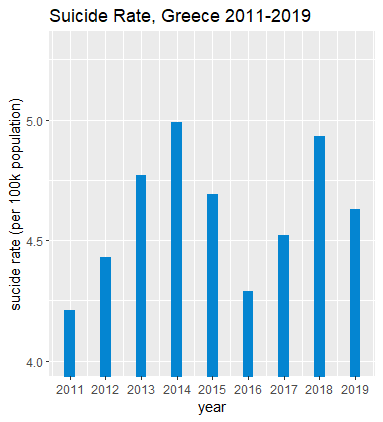 Suicide Rate, Greece 2011-2019
sucide rate (per 100k population)
5.0
4.5
4.0
2011 2012 2013 2014 2015 2016 2017 2018 2019
year